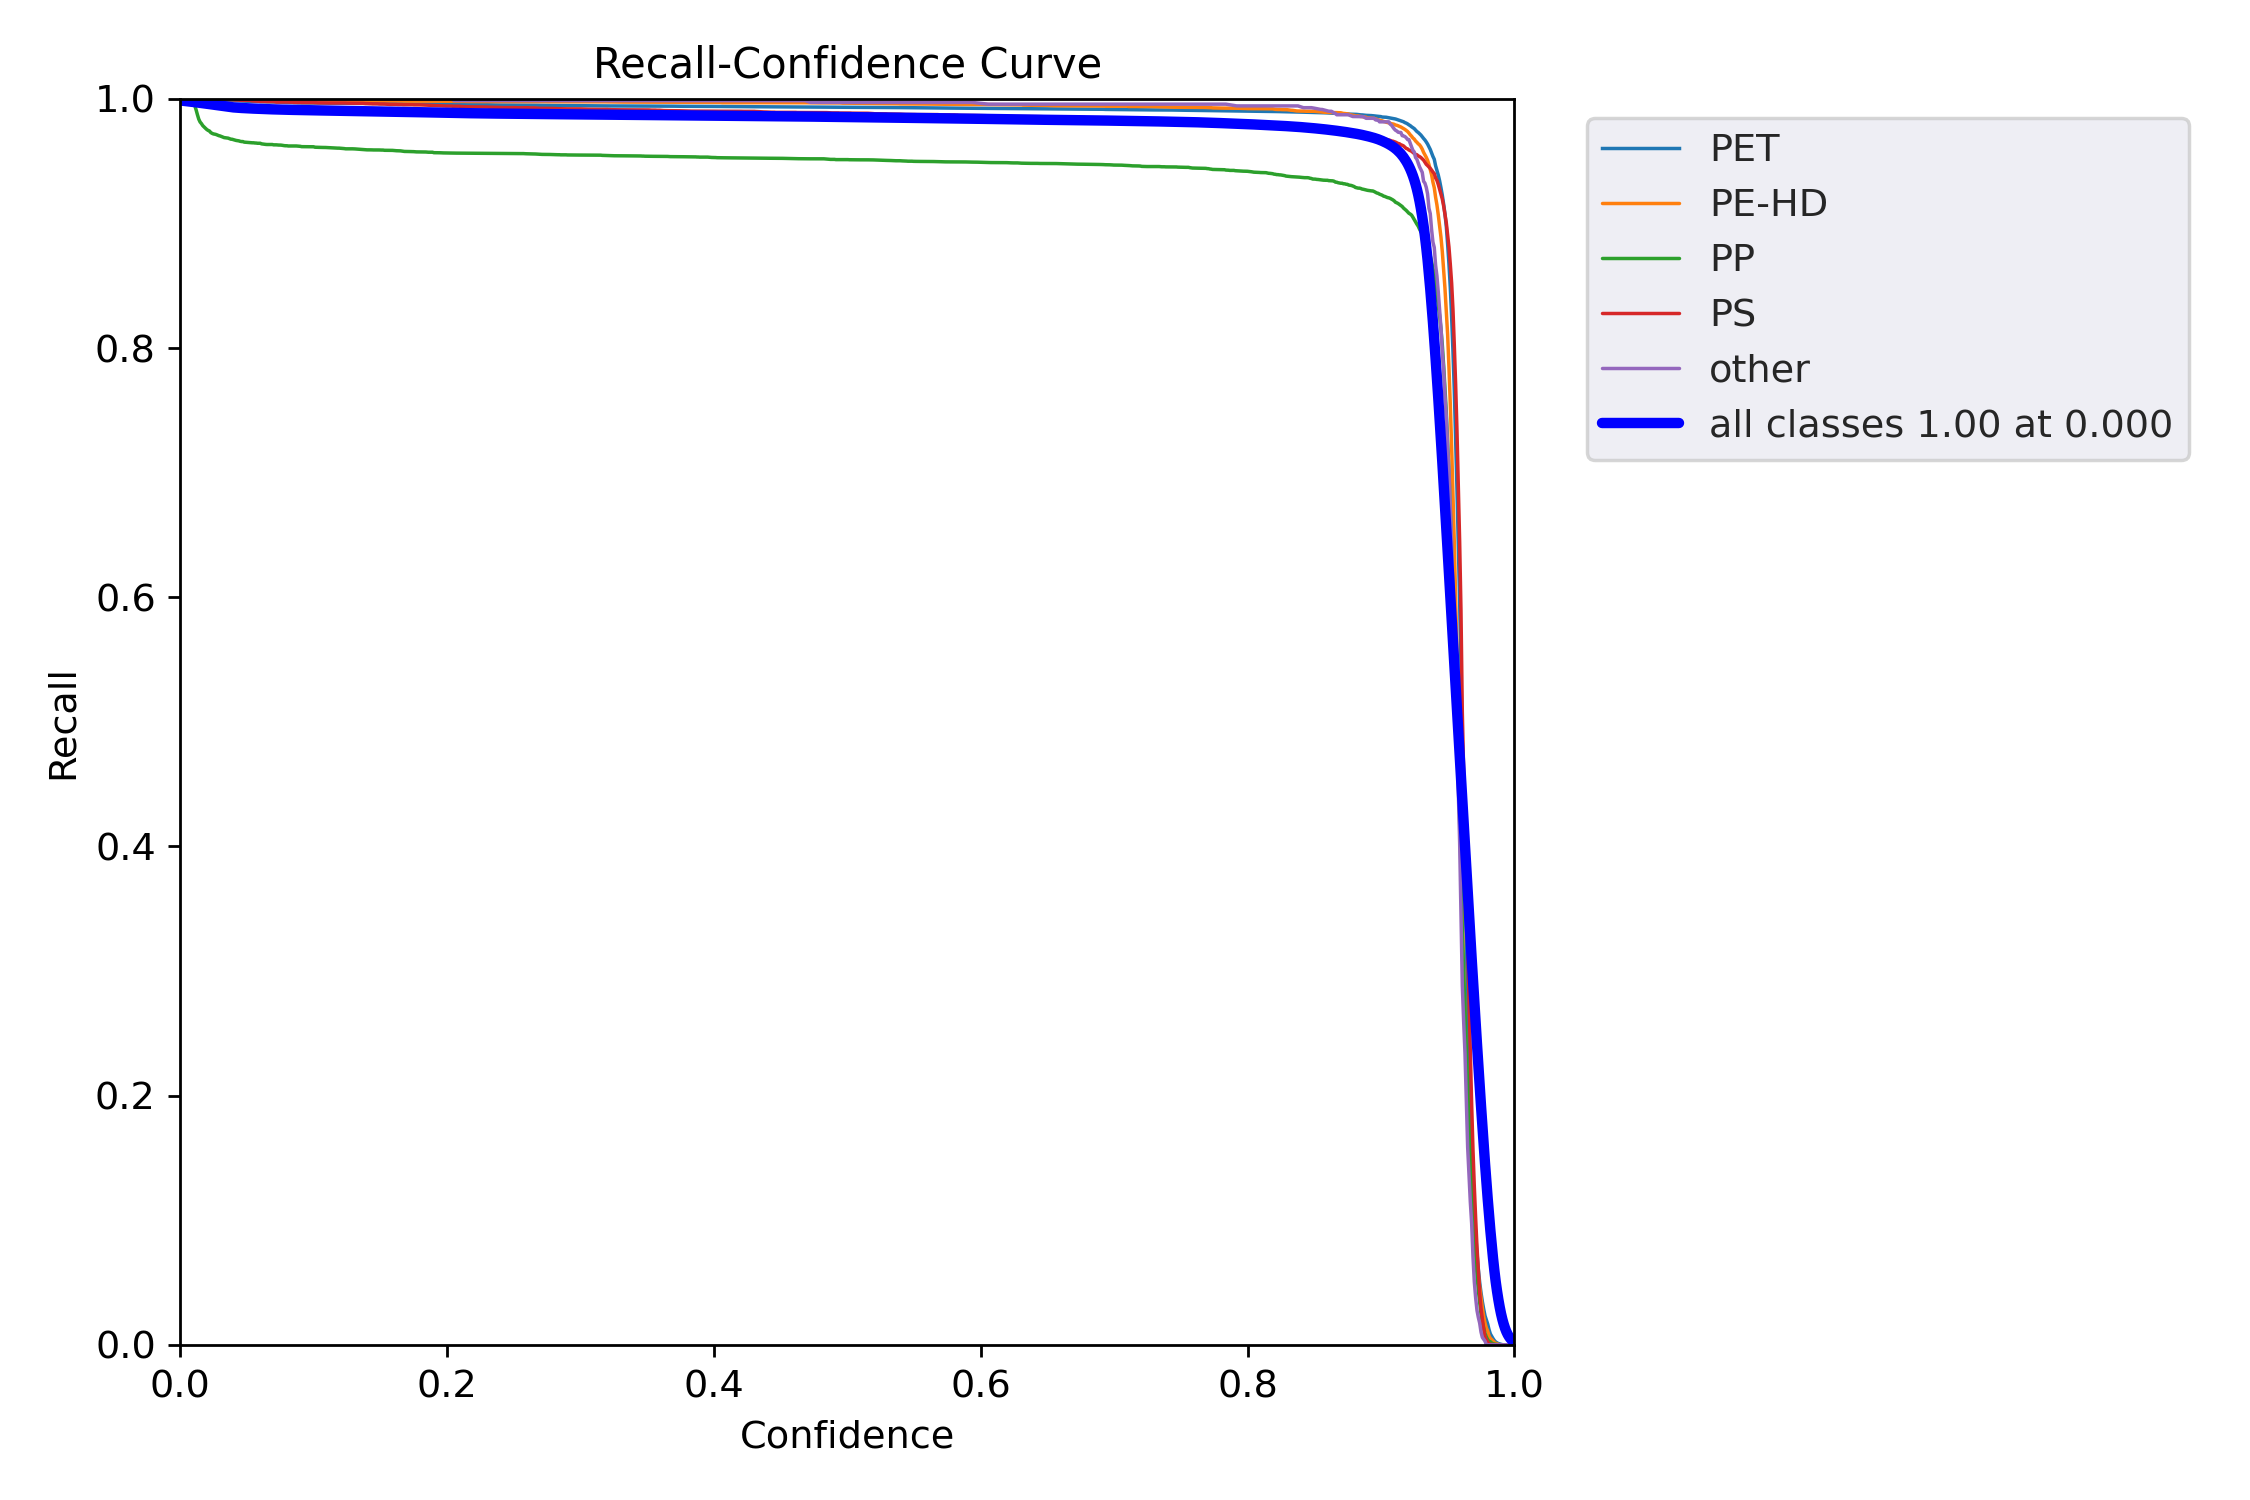 Recall-Confidence Curve
1.0
0.8
0.6
0.4
0.2
0.0
Recall
0.0 0.2 0.4 0.6 0.8 1.0
Confidence
PET
PE-HD
PP
PS
other
all classes 1.00 at 0.000